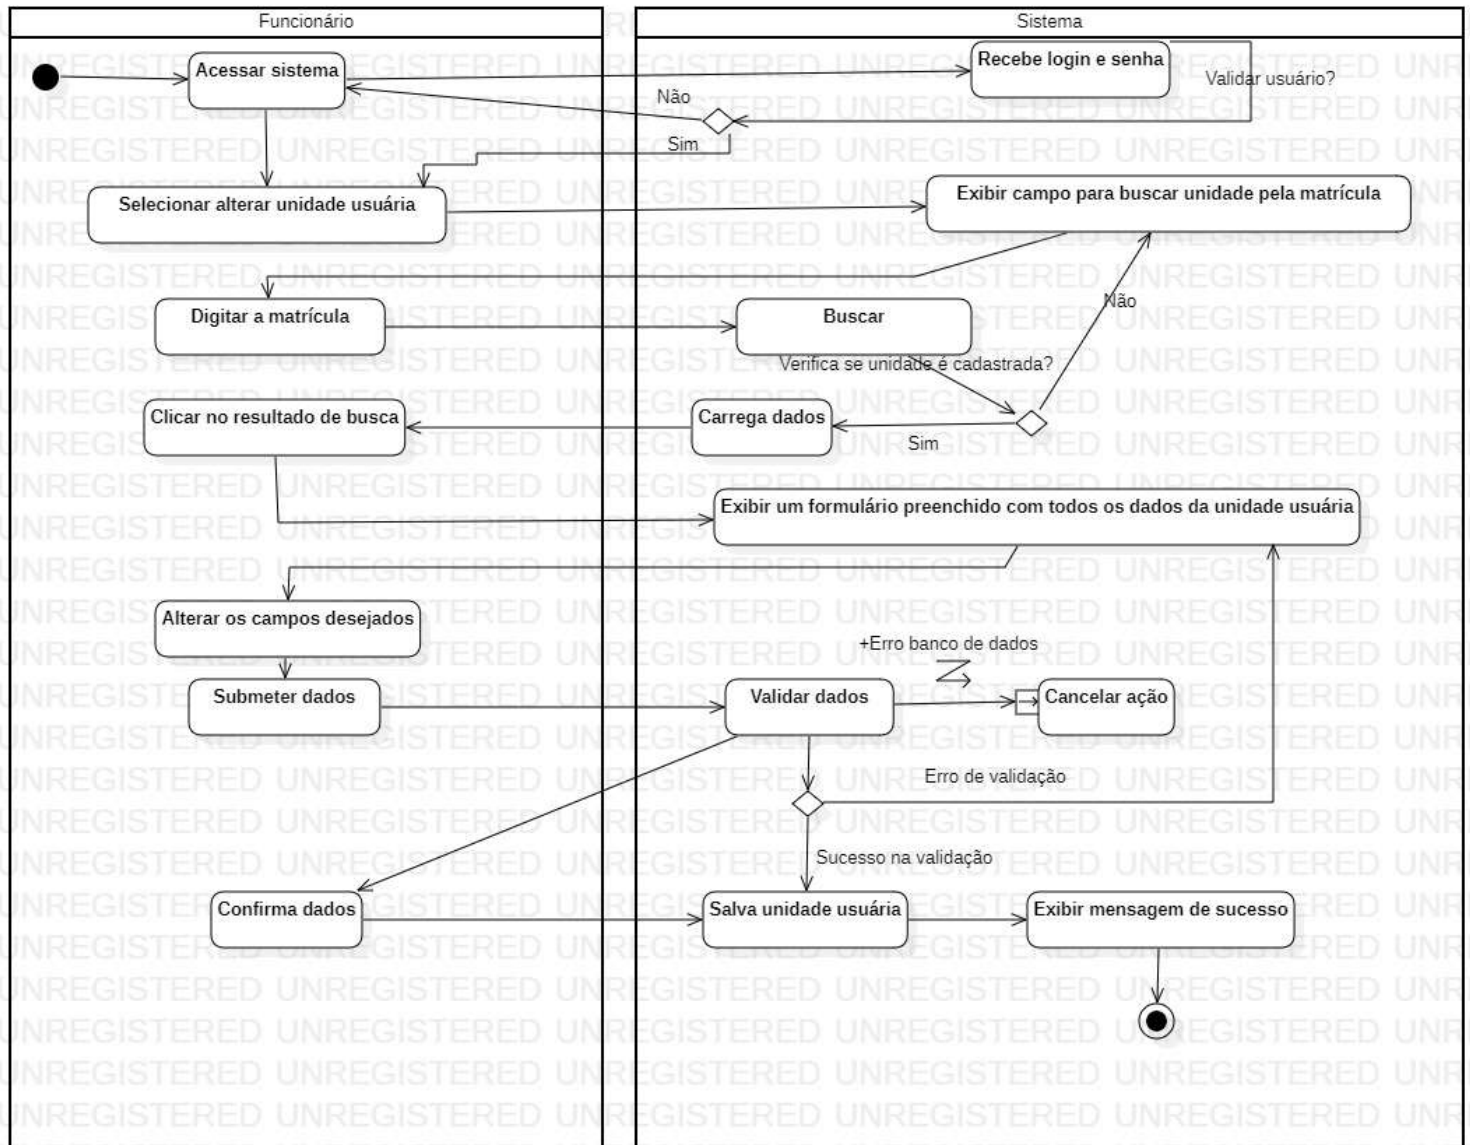 Funcionário
Sistema
Acessar sistema
Recebe login e senha
Validar usuário?
Não
Sim
Selecionar alterar unidade usuária
Exibir campo para buscar unidade pela matrícula
Digitar a matrícula
Buscar
Não
Verifica se unidade é cadastrada?
Clicar no resultado de busca
Carrega dados
Sim
Exibir um formulário preenchido com todos os dados da unidade usuária
Alterar os campos desejados
+Erro banco de dados
Submeter dados
Validar dados
Cancelar ação
Erro de validação
Sucesso na validação
Confirma dados
Salva unidade usuária
Exibir mensagem de sucesso
UNREGISTERED